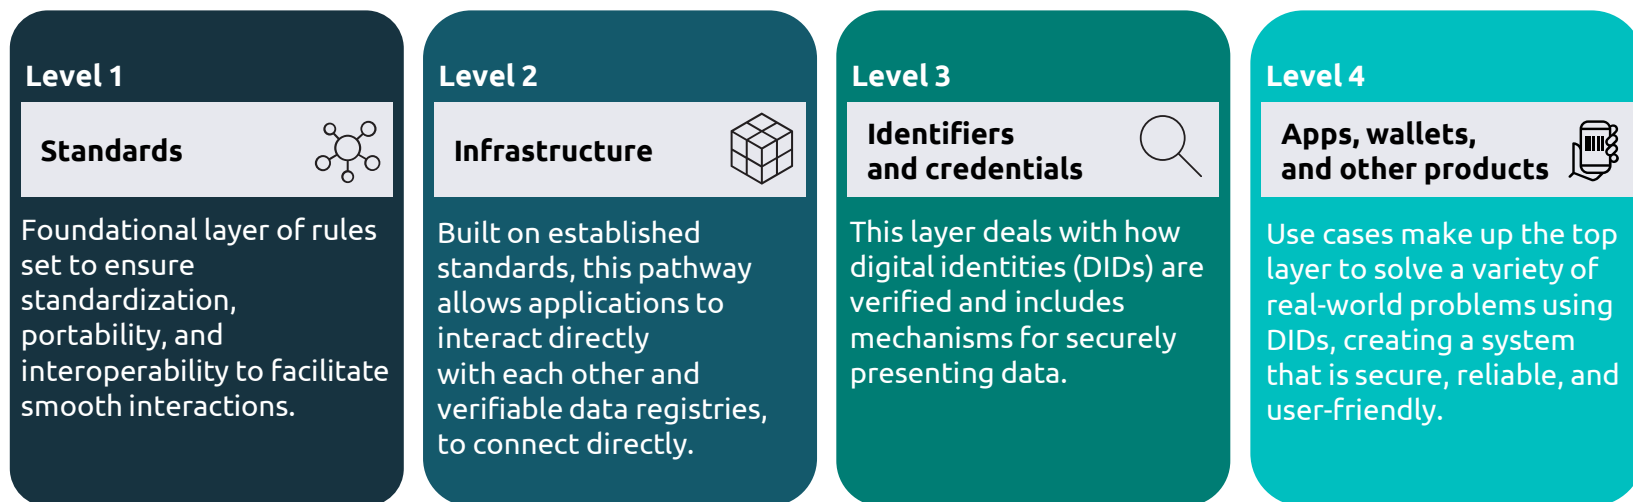 Level 1
Standards
Foundational layer of rules
set to ensure
standardization,
portability, and
interoperability to facilitate
smooth interactions.
Level 2
Infrastructure
Built on established
standards, this pathway
allows applications to
interact directly
with each other and
verifiable data registries,
to connect directly.
Level 3
Identifiers
and credentials
This layer deals with how
digital identities (DIDs) are
verified and includes
mechanisms for securely
presenting data.
Level 4
Apps, wallets,
and other products
Use cases make up the top
layer to solve a variety of
real-world problems using
DIDs, creating a system
that is secure, reliable, and
user-friendly.